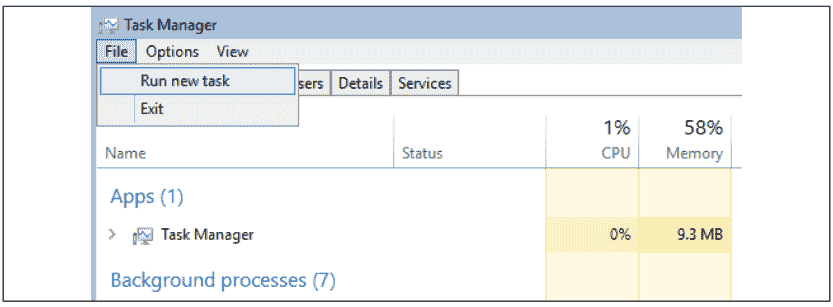 Task Manager
File Options View
Run new task
sers Details Services
Exit
1% 58%
Name Status CPU Memory
Apps (1)
Task Manager 0% 9.3 MB
Background processes (7)